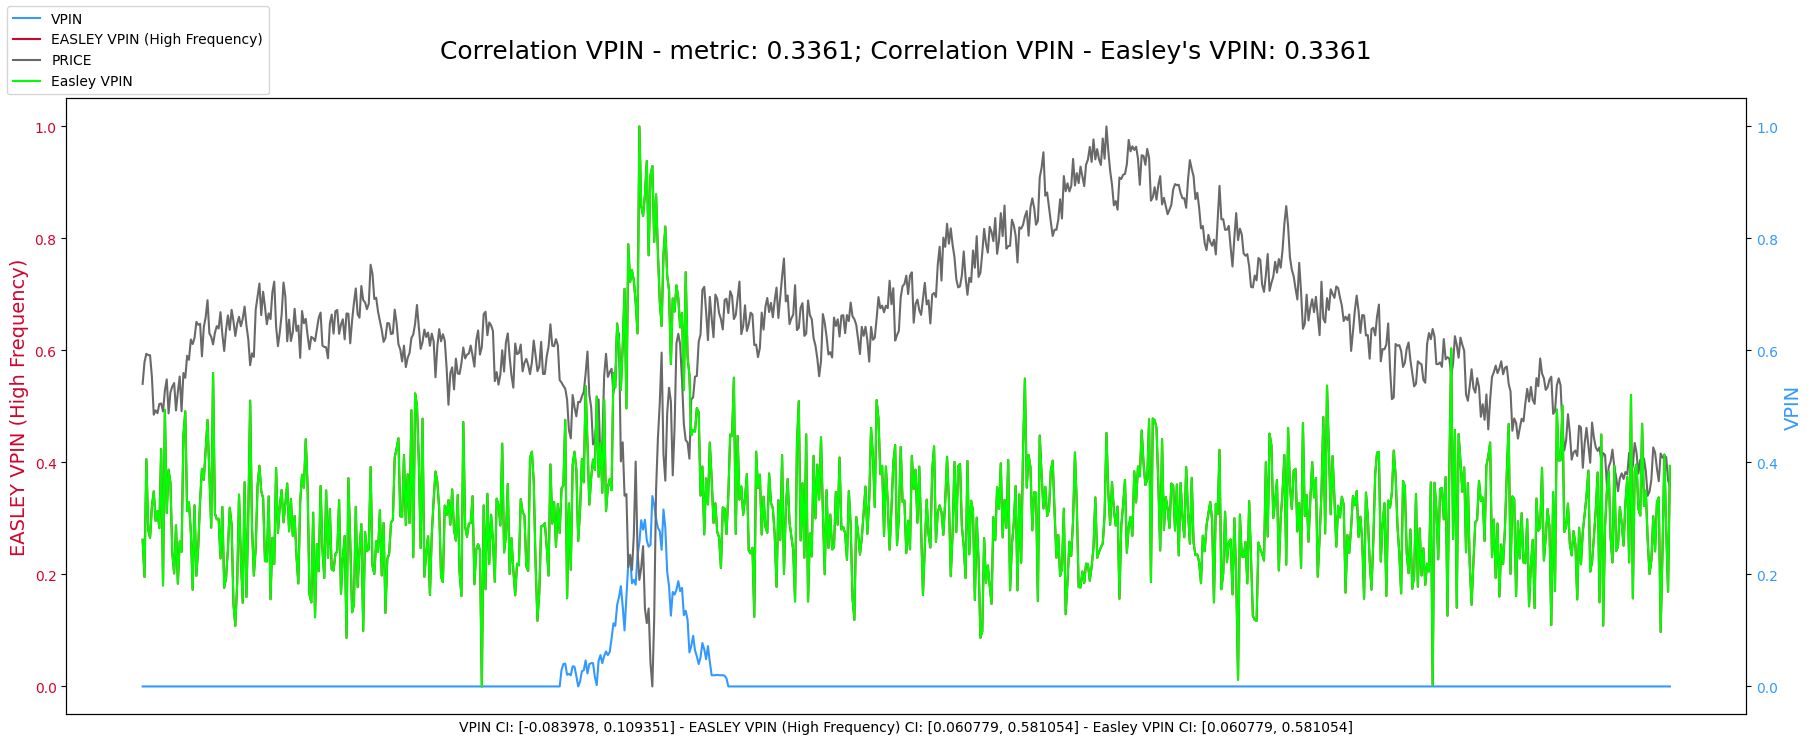 VPIN
EASLEY VPIN (High Frequency)
PRICE
Easley VPIN
Correlation VPIN - metric: 0.3361; Correlation VPIN - Easley's VPIN: 0.3361
EASLEY VPIN (High Frequency)
1.0
0.8
0.6
0.4
0.2
0.0
1.0
0.8
0.6
0.4
0.2
0.0
VPIN
VPIN CI: [-0.083978, 0.109351] - EASLEY VPIN (High Frequency) CI: [0.060779, 0.581054] - Easley VPIN CI: [0.060779, 0.581054]